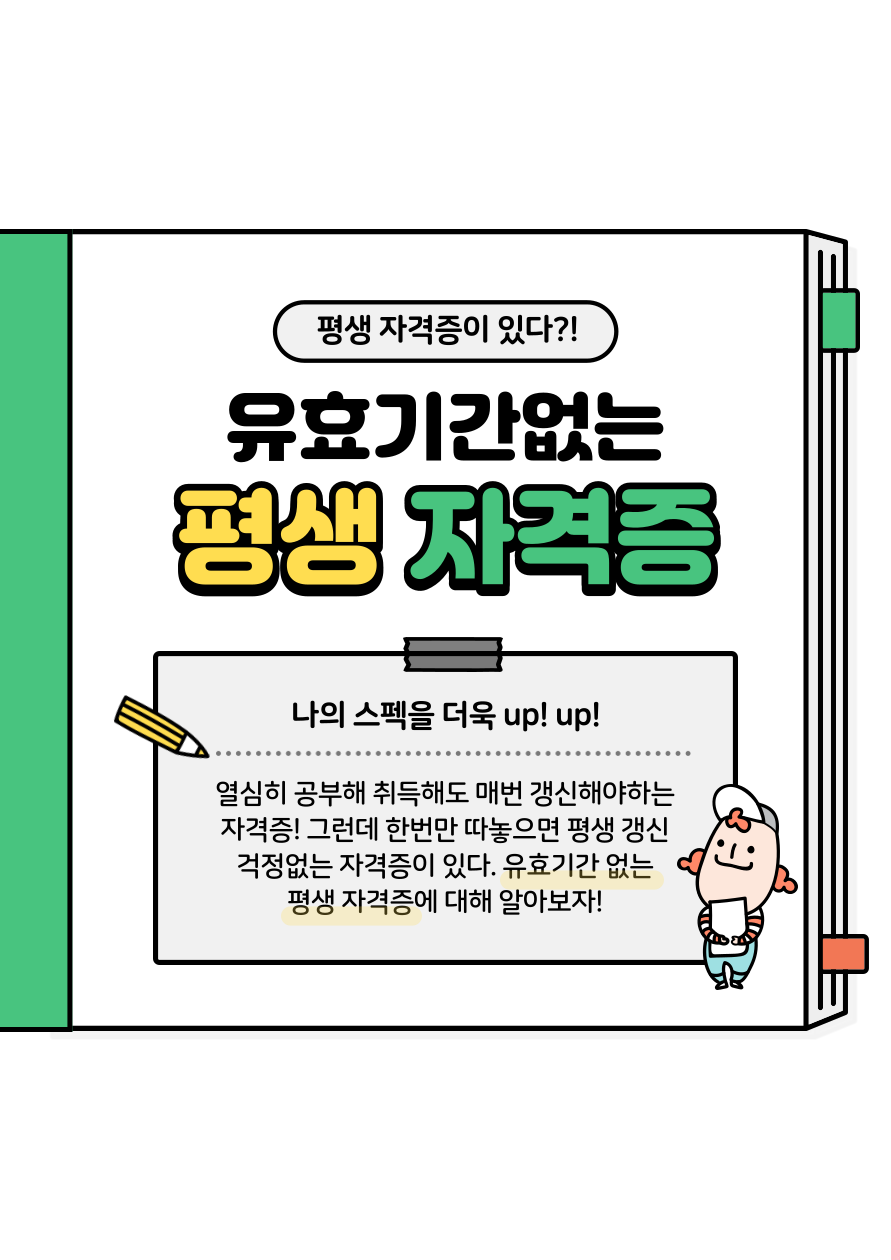 평생 자격증이 있다?!
유효기간없는
평생 자격증
나의 스펙을 더욱 up! up!
열심히 공부해 취득해도 매번 갱신해야하는
자격증! 그런데 한번만 따놓으면 평생 갱신
걱정없는 자격증이 있다. 유효기간 없는
평생 자격증에 대해 알아보자!